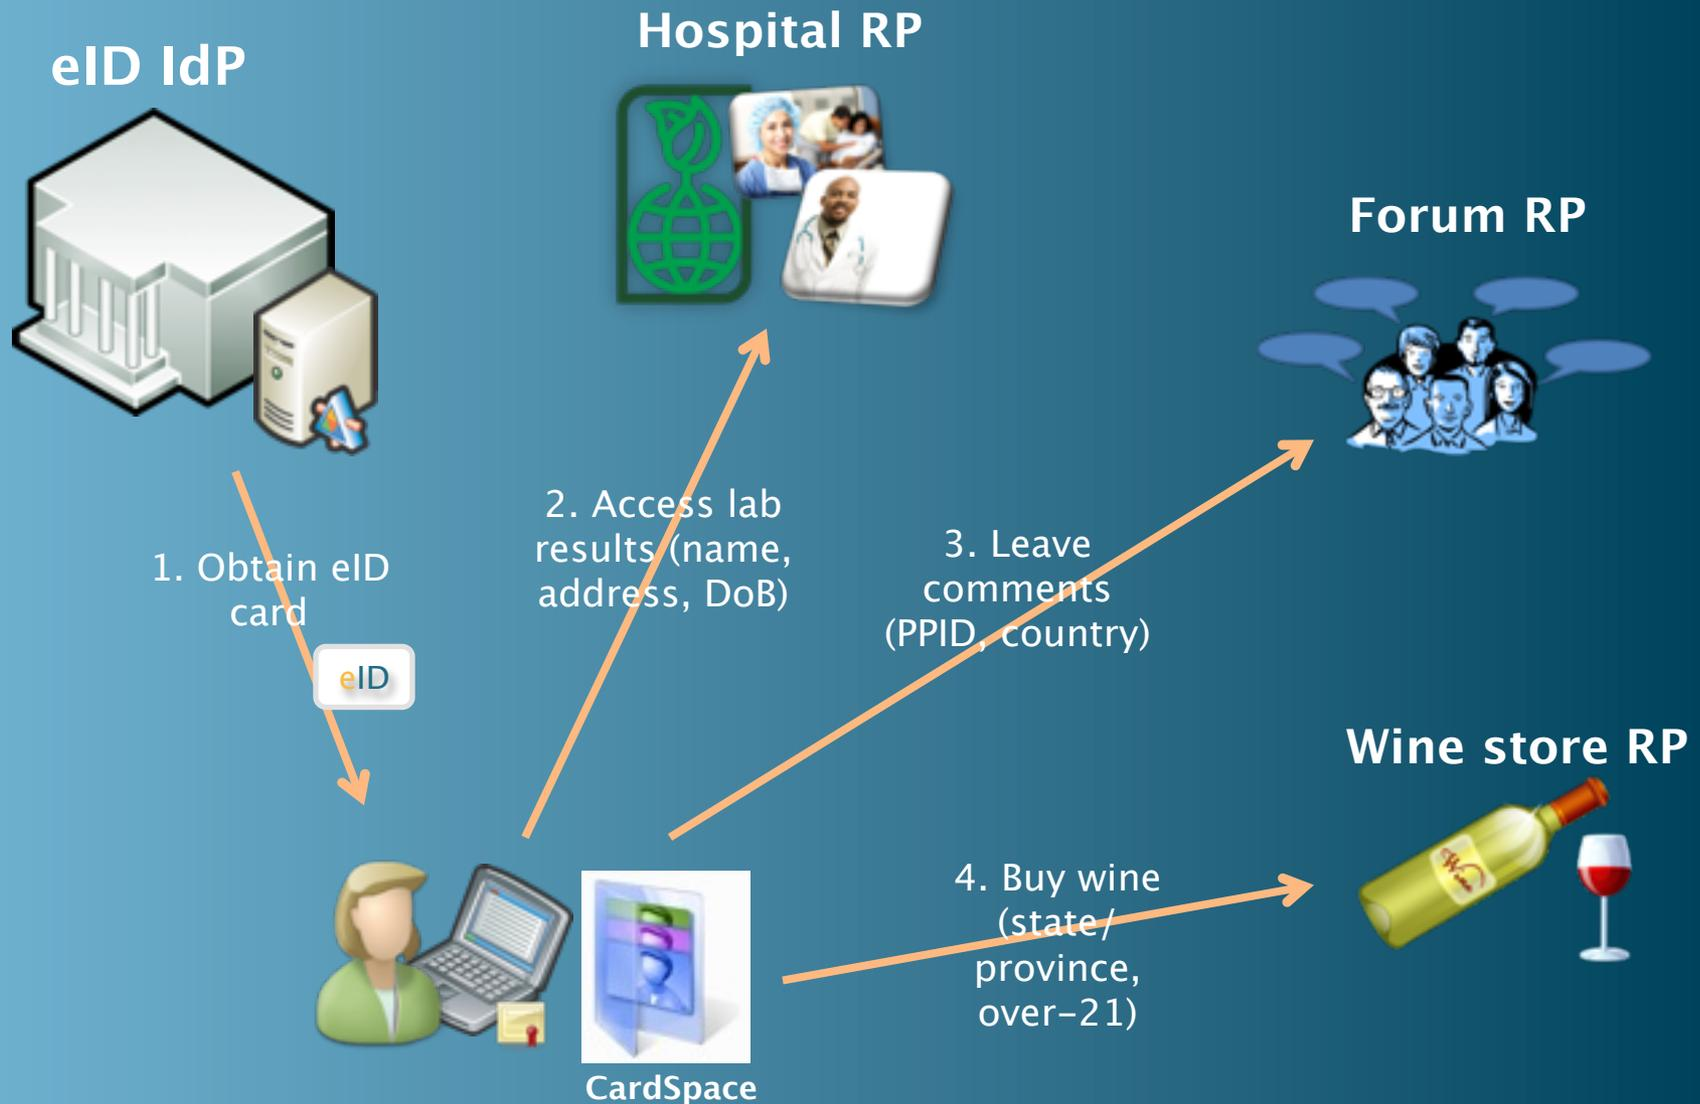 eID IdP
Hospital RP
Forum RP
2. Access lab
results (name,
address, DoB)
3. Leave
comments
(PPID, country)
1. Obtain eID
card
eID
Wine store RP
Wine
4. Buy wine
(state/
province,
over-21)
CardSpace